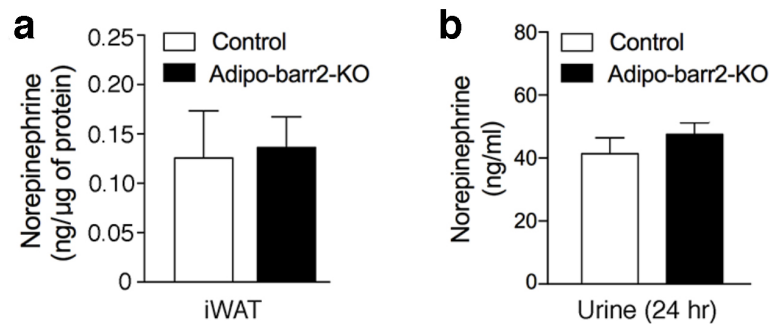 a
Norepinephrine
(ng/µg of protein)
0.25
0.20
0.15
0.10
0.05
0
Control
Adipo-barr2-KO
iWAT
b
Norepinephrine
(ng/ml)
80
60
40
20
0
Control
Adipo-barr2-KO
Urine (24 hr)